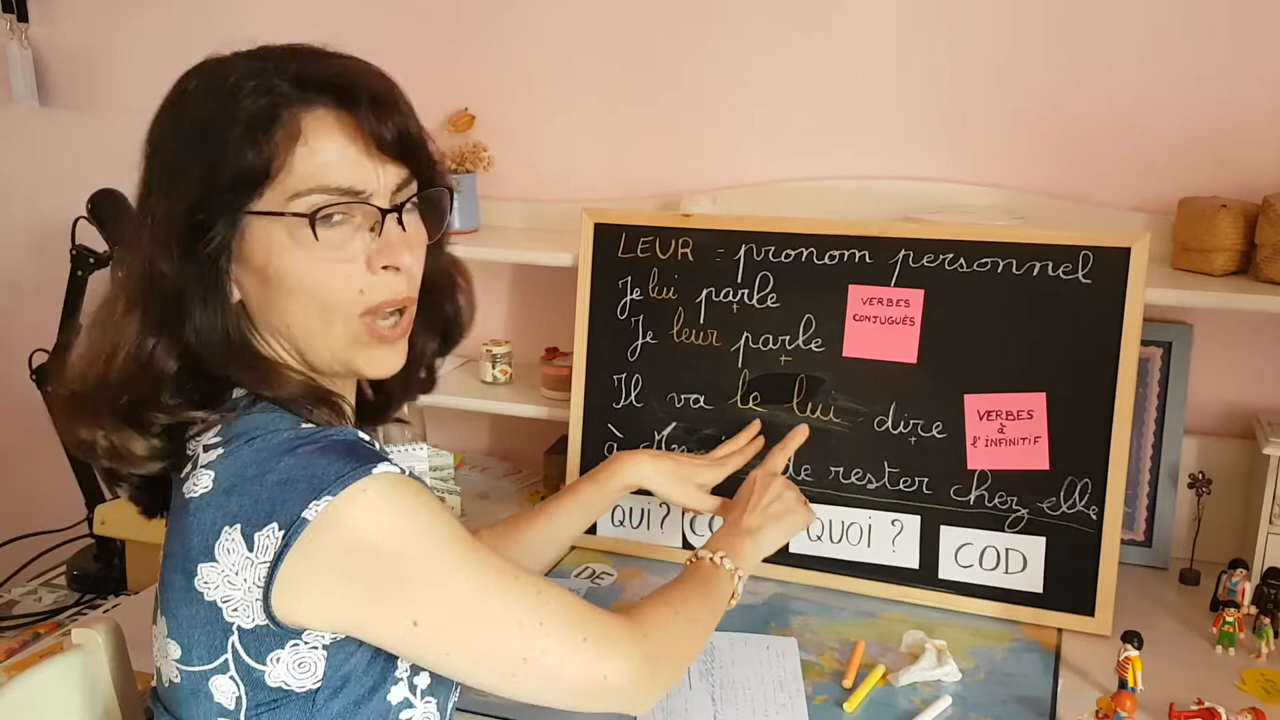 LEUR = pronom personnel
Je lui parle
Je leur parle
VERBES
CONJUGUÉS
Il va le lui dire
VERBES
à
l'INFINITIF
à de rester chez elle
QUI ? QUOI ? COD
DE